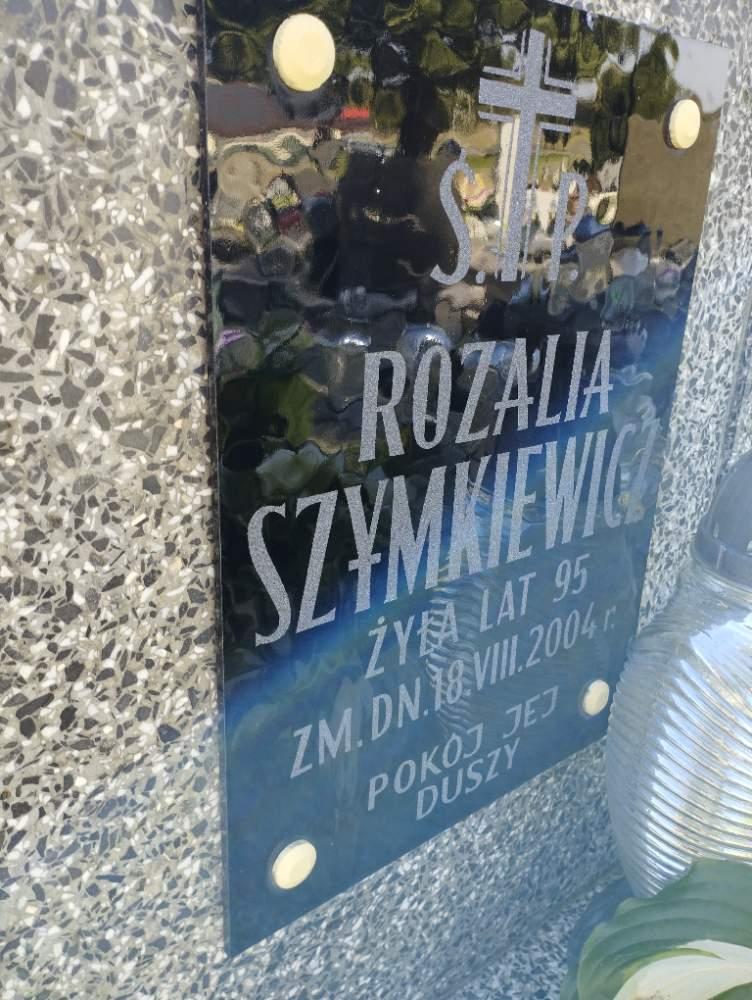 Ś. P.
ROZALIA
SZYMKIEWICZ
ŻYŁA LAT 95
ZM. DN. 18.VIII.2004 r.
POKÓJ JEJ
DUSZY